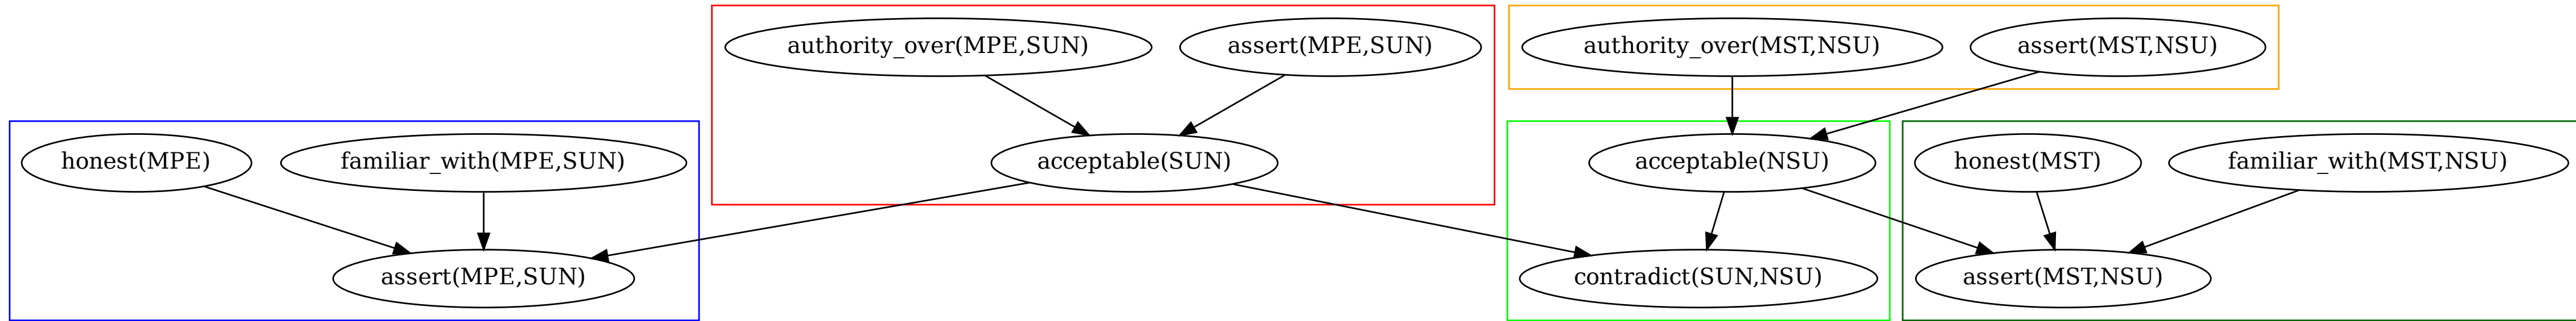 authority_over(MPE,SUN)
assert(MPE,SUN)
authority_over(MST,NSU)
assert(MST,NSU)
honest(MPE)
familiar_with(MPE,SUN)
acceptable(SUN)
acceptable(NSU)
honest(MST)
familiar_with(MST,NSU)
assert(MPE,SUN)
contradict(SUN,NSU)
assert(MST,NSU)